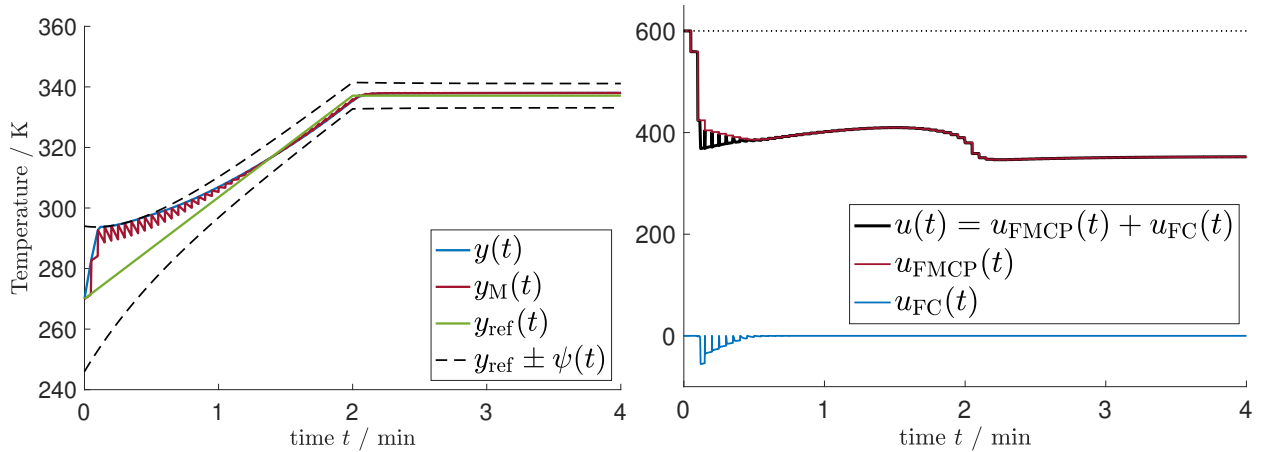 360
340
320
300
280
260
240
Temperature / K
0
1
2
3
4
time t / min
y(t)
y_M(t)
y_ref(t)
y_ref ± ψ(t)
600
400
200
0
0
1
2
3
4
time t / min
u(t) = u_FMCP(t) + u_FC(t)
u_FMCP(t)
u_FC(t)